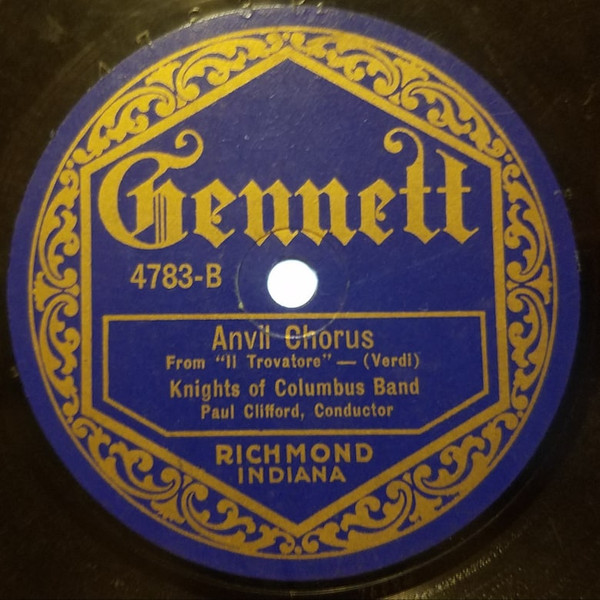 Gennett
4783-B
Anvil Chorus
From "Il Trovatore" — (Verdi)
Knights of Columbus Band
Paul Clifford, Conductor
RICHMOND
INDIANA